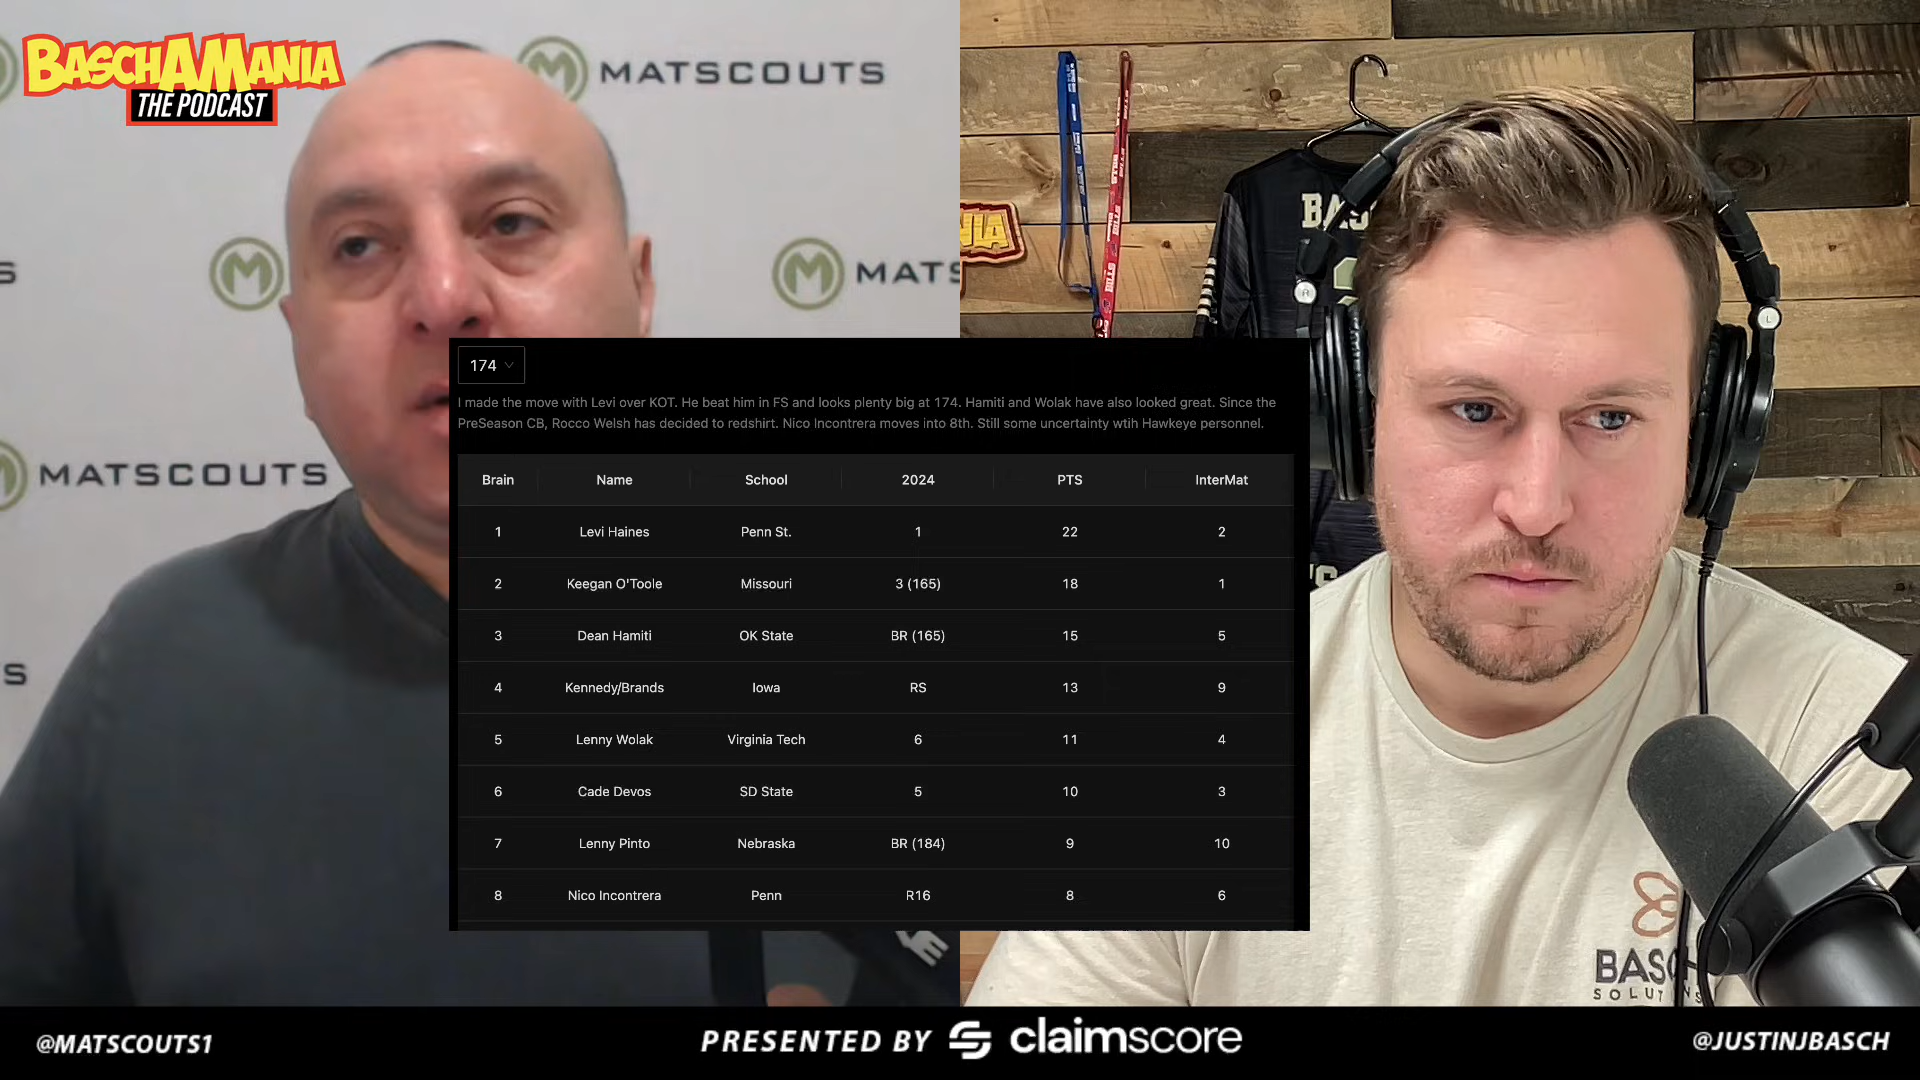 BASCHAMANIA
THE PODCAST
MATSCOUTS
MATS
MATSCOUTS
174
I made the move with Levi over KOT. He beat him in FS and looks plenty big at 174. Hamiti and Wolak have also looked great. Since the
PreSeason CB, Rocco Welsh has decided to redshirt. Nico Incontrera moves into 8th. Still some uncertainty wtih Hawkeye personnel.
Brain Name School 2024 PTS InterMat
1 Levi Haines Penn St. 1 22 2
2 Keegan O'Toole Missouri 3 (165) 18 1
3 Dean Hamiti OK State BR (165) 15 5
4 Kennedy/Brands Iowa RS 13 9
5 Lenny Wolak Virginia Tech 6 11 4
6 Cade Devos SD State 5 10 3
7 Lenny Pinto Nebraska BR (184) 9 10
8 Nico Incontrera Penn R16 8 6
BAS
R
L
BASCH
@MATSCOUTS1
PRESENTED BY claimscore
@JUSTINJBASCH